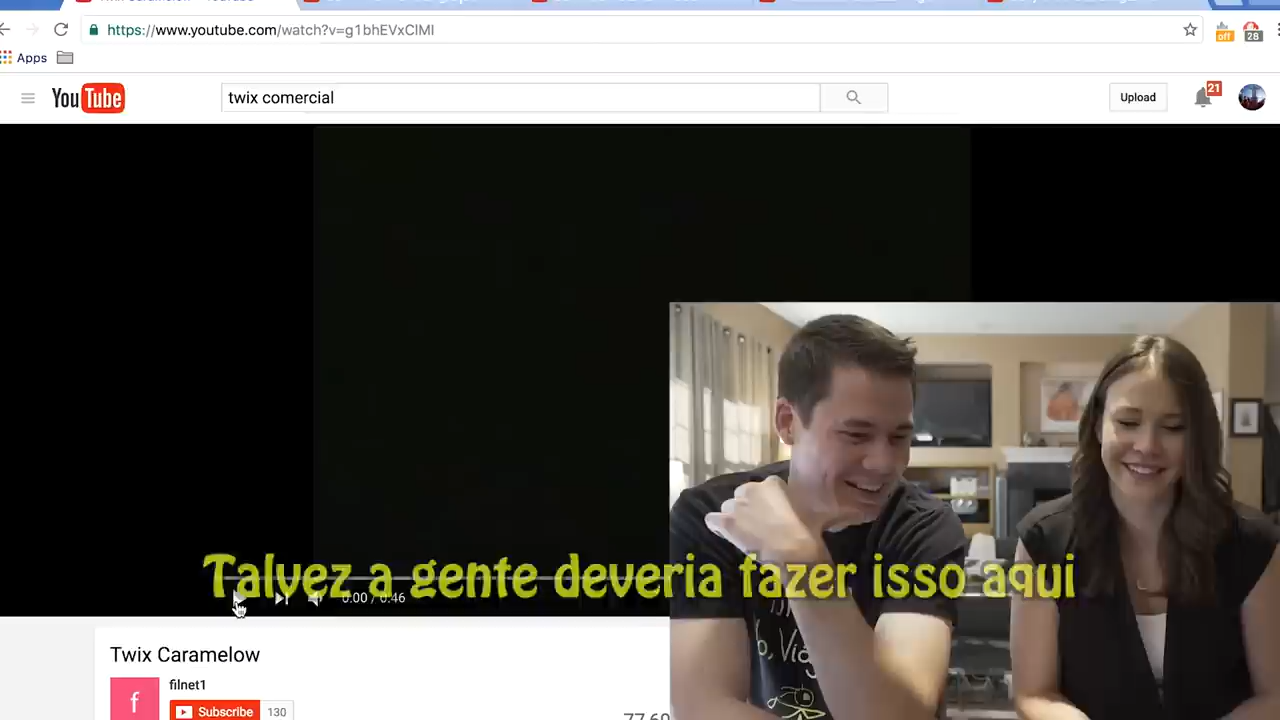 https://www.youtube.com/watch?v=g1bhEVxClMI
off
28
Apps
YouTube
twix comercial
Upload
21
Talvez a gente deveria fazer isso aqui
0:00 / 0:46
Twix Caramelow
f
filnet1
Subscribe 130